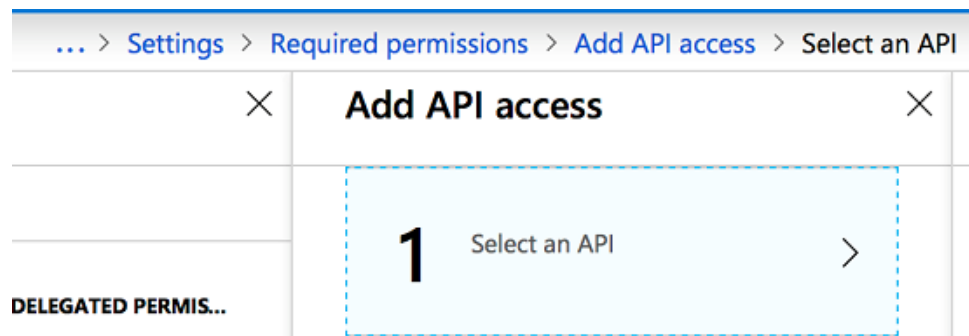 ... > Settings > Required permissions > Add API access > Select an API
Add API access
1 Select an API
DELEGATED PERMIS...